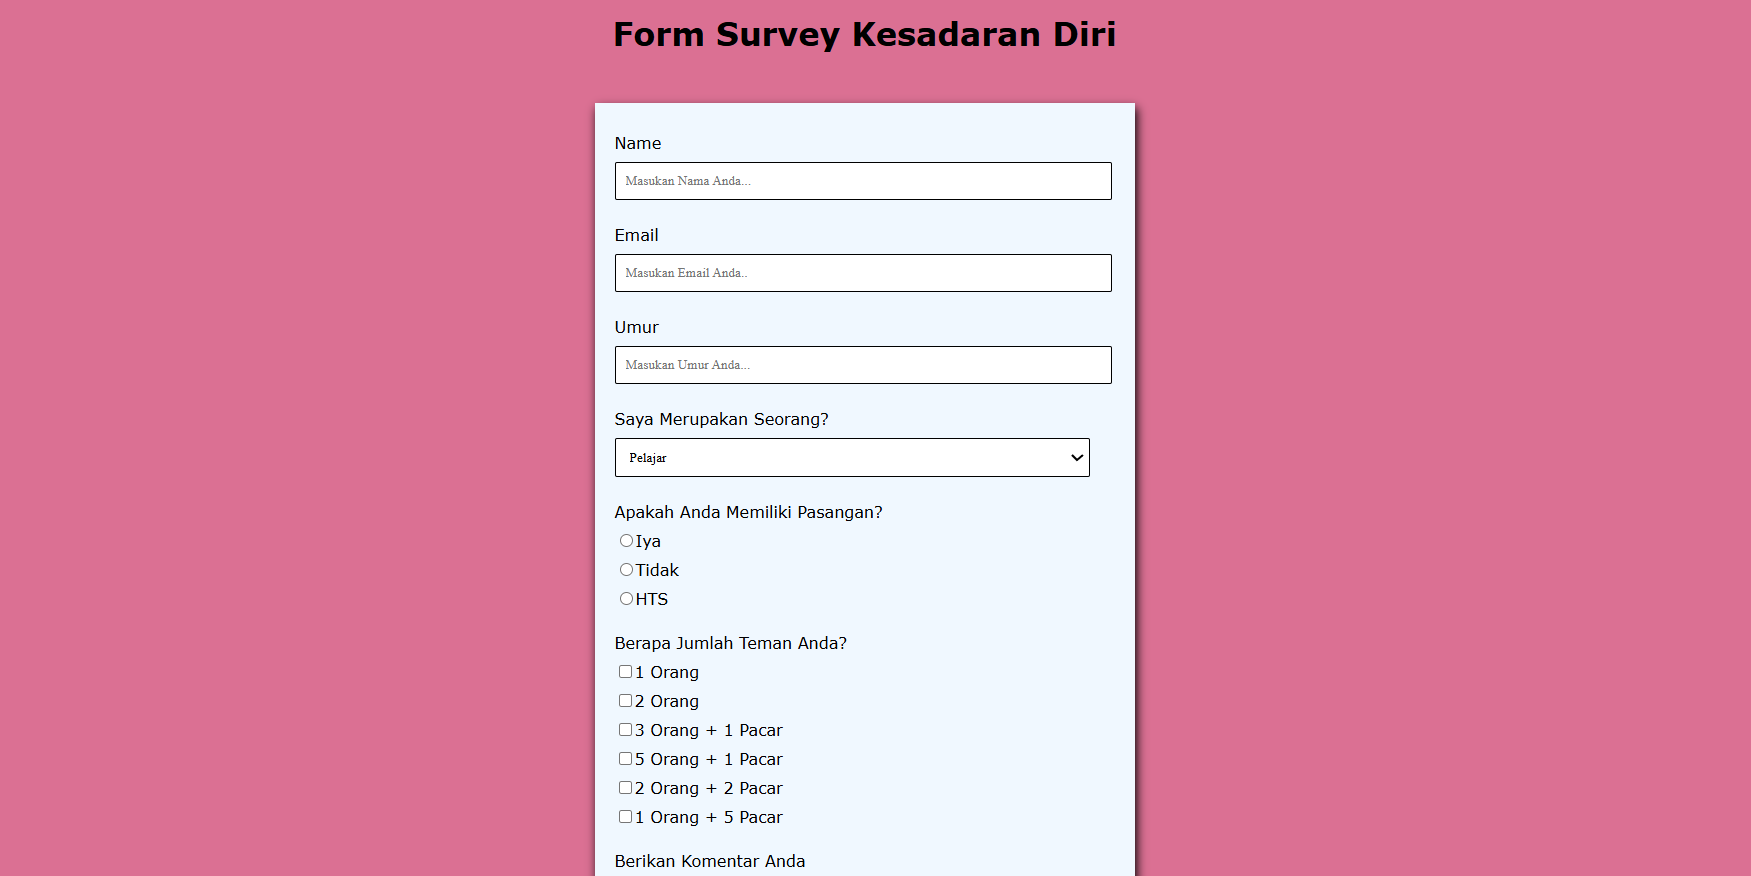 Form Survey Kesadaran Diri
Name
Masukan Nama Anda...
Email
Masukan Email Anda..
Umur
Masukan Umur Anda...
Saya Merupakan Seorang?
Pelajar
Apakah Anda Memiliki Pasangan?
Iya
Tidak
HTS
Berapa Jumlah Teman Anda?
1 Orang
2 Orang
3 Orang + 1 Pacar
5 Orang + 1 Pacar
2 Orang + 2 Pacar
1 Orang + 5 Pacar
Berikan Komentar Anda